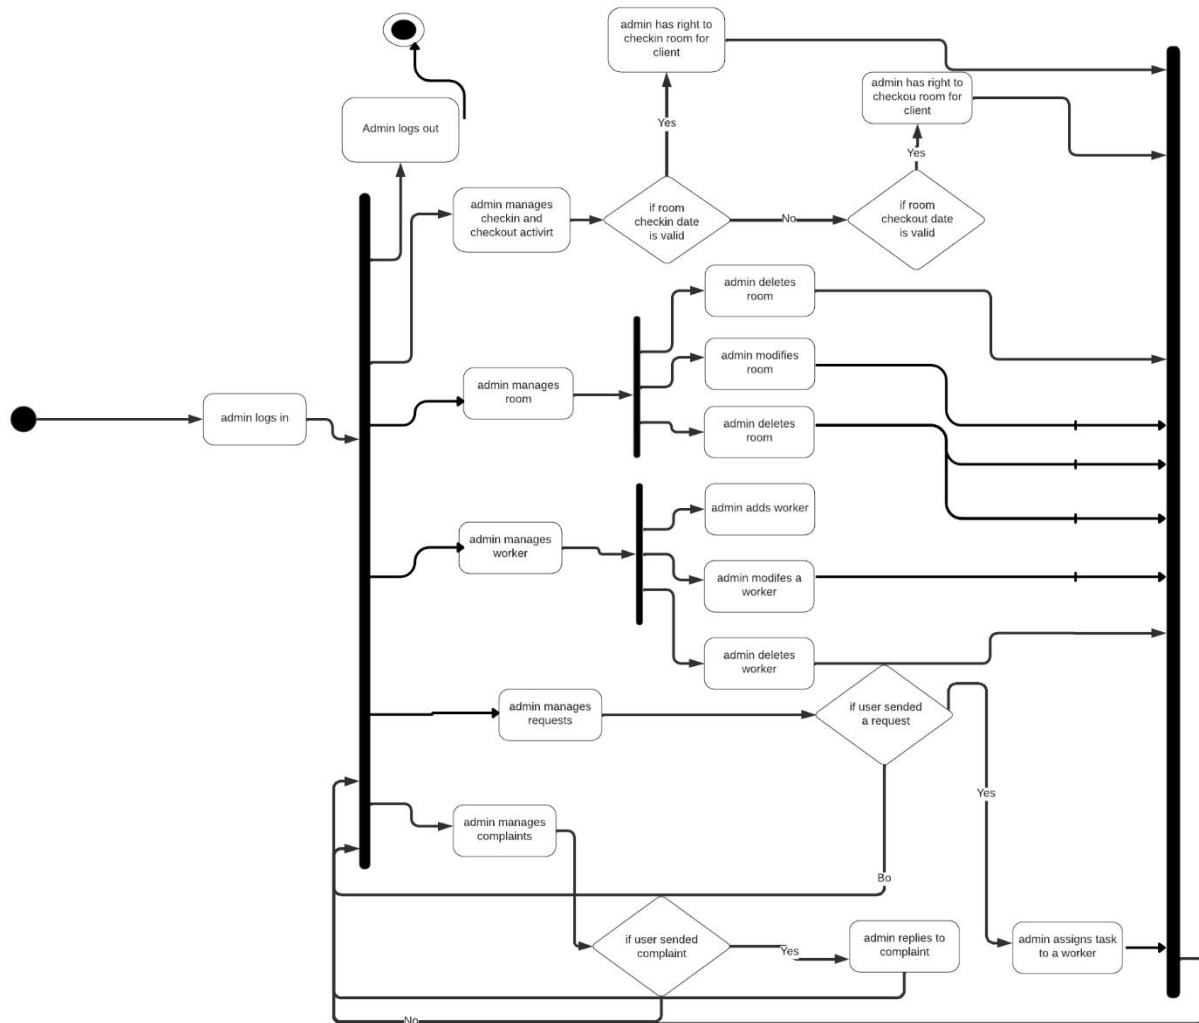 admin has right to
checkin room for
client
admin has right to
checkou room for
client
Admin logs out
Yes
Yes
admin manages
checkin and
checkout activirt
if room
checkin date
is valid
No
if room
checkout date
is valid
admin deletes
room
admin modifies
room
admin manages
room
admin logs in
admin deletes
room
admin adds worker
admin manages
worker
admin modifes a
worker
admin deletes
worker
admin manages
requests
if user sended
a request
Yes
admin manages
complaints
Bo
if user sended
complaint
Yes
admin replies to
complaint
admin assigns task
to a worker
No